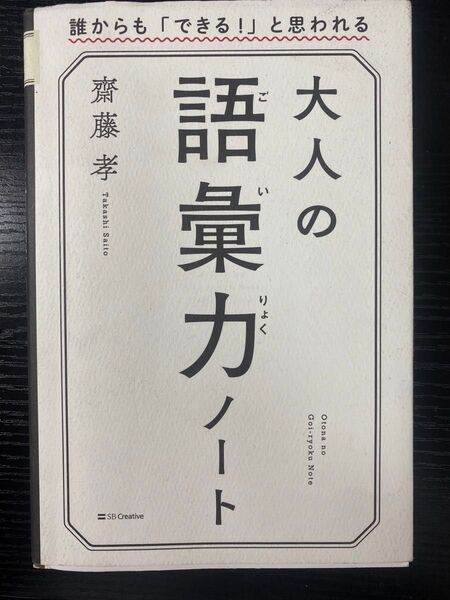 誰からも「できる!」と思われる
大人の
語彙力ノート
ごいりょく
齋藤 孝
Takashi Saito
Otona no
Goi-ryoku Note
SB Creative